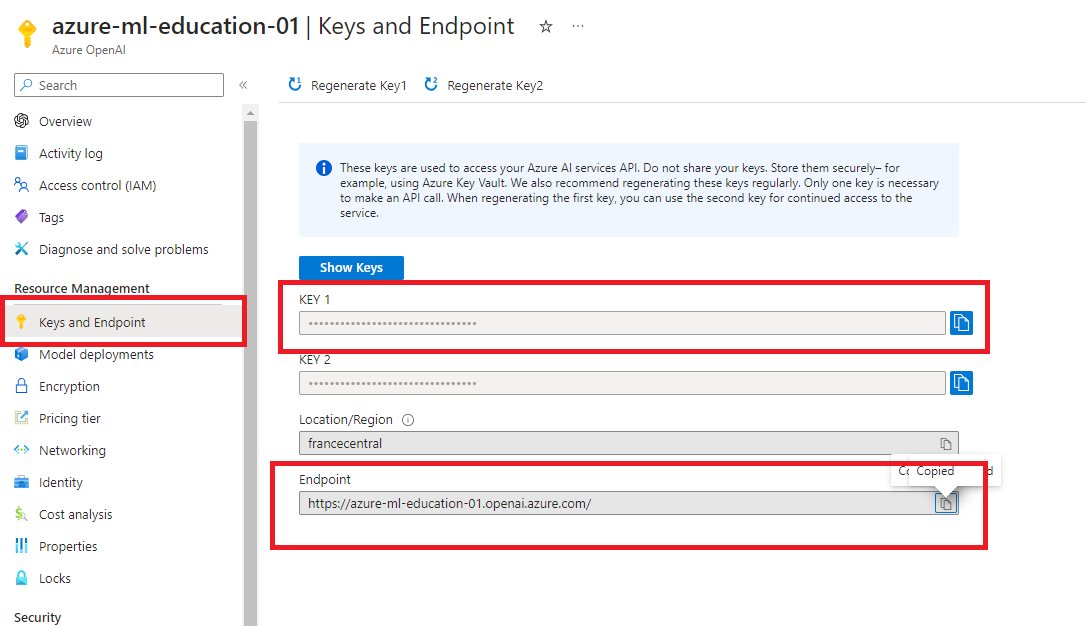 azure-ml-education-01 | Keys and Endpoint
Azure OpenAI
Search
Overview
Activity log
Access control (IAM)
Tags
Diagnose and solve problems
Resource Management
Keys and Endpoint
Model deployments
Encryption
Pricing tier
Networking
Identity
Cost analysis
Properties
Locks
Security
Regenerate Key1
Regenerate Key2
These keys are used to access your Azure AI services API. Do not share your keys. Store them securely– for
example, using Azure Key Vault. We also recommend regenerating these keys regularly. Only one key is necessary
to make an API call. When regenerating the first key, you can use the second key for continued access to the
service.
Show Keys
KEY 1
KEY 2
Location/Region
francecentral
Copied
Endpoint
https://azure-ml-education-01.openai.azure.com/